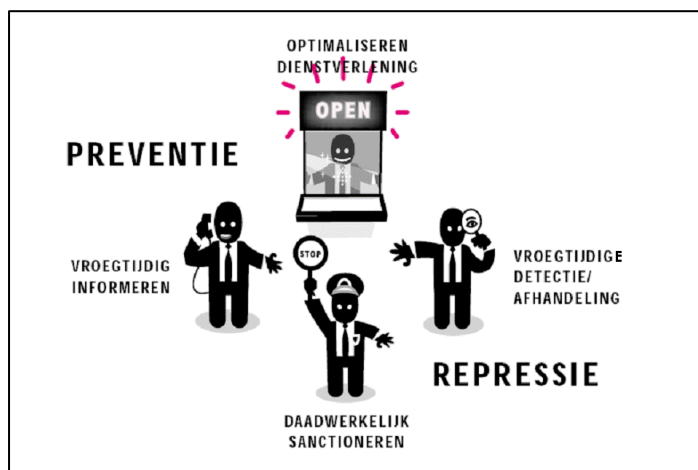 OPTIMALISEREN
DIENSTVERLENING
OPEN
PREVENTIE
VROEGTIJDIG
INFORMEREN
STOP
VROEGTIJDIGE
DETECTIE/
AFHANDELING
REPRESSIE
DAADWERKELIJK
SANCTIONEREN